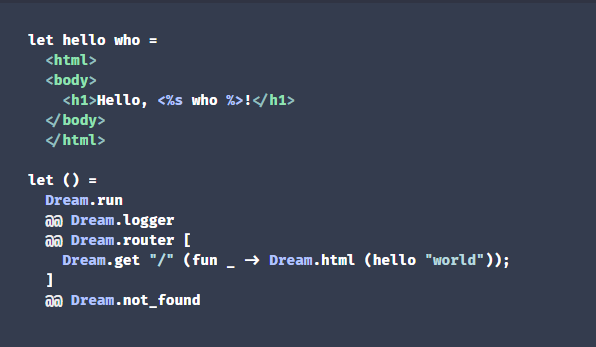 let hello who =
  <html>
  <body>
    <h1>Hello, <%s who %>!</h1>
  </body>
  </html>

let () =
  Dream.run
  @@ Dream.logger
  @@ Dream.router [
    Dream.get "/" (fun _ -> Dream.html (hello "world"));
  ]
  @@ Dream.not_found